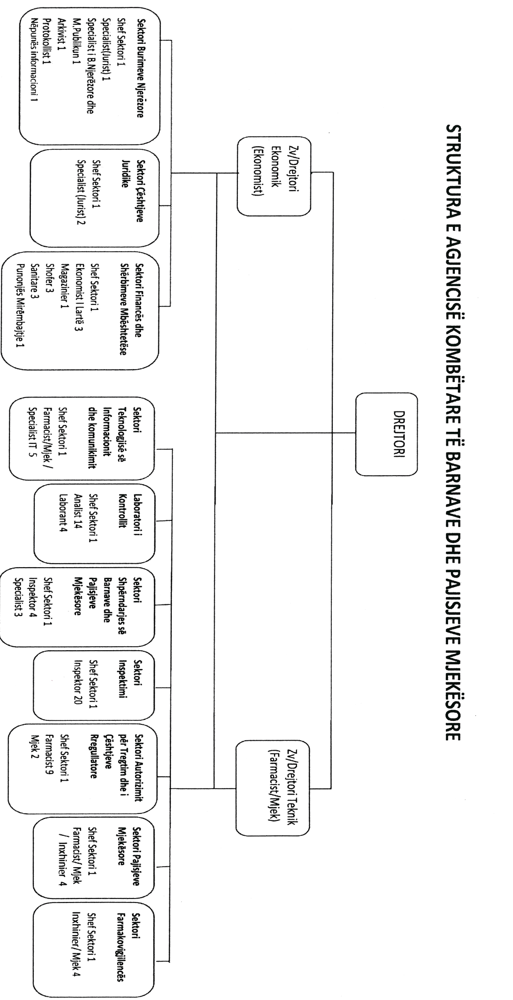 STRUKTURA E AGJENCISË KOMBËTARE TË BARNAVE DHE PAJISJEVE MJEKËSORE
DREJTORI
Zv/Drejtori
Ekonomik
(Ekonomist)
Zv/Drejtori Teknik
(Farmacist/Mjek)
Sektori Burimeve Njerëzore
Shef Sektori 1
Specialist(Jurist) 1
Specialist i B.Njerëzore dhe
M.Publikun 1
Arkivist 1
Protokollist 1
Nëpunës informacioni 1
Sektori Çështjeve
Juridike
Shef Sektori 1
Specialist (Jurist) 2
Sektori Financës dhe
Shërbimeve Mbështetëse
Shef Sektori 1
Ekonomist I Lartë 3
Magazinier 1
Shofer 3
Sanitare 3
Punonjës Mirëmbajtje 1
Sektori
Teknologjisë së
Informacionit
dhe komunikimit
Shef Sektori 1
Farmacist/Mjek /
Specialist IT 5
Laboratori i
Kontrollit
Shef Sektori 1
Analist 14
Laborant 4
Sektori
Shpërndarjes së
Barnave dhe
Pajisjeve
Mjekësore
Shef Sektori 1
Inspektor 4
Specialist 3
Sektori
Inspektimi
Shef Sektori 1
Inspektor 20
Sektori Autorizimit
për Tregtim dhe i
Çështjeve
Rregullatore
Shef Sektori 1
Farmacist 9
Mjek 2
Sektori Pajisjeve
Mjekësore
Shef Sektori 1
Farmacist/ Mjek
/ Inxhinier 4
Sektori
Farmakovigjilencës
Shef Sektori 1
Inxhinier/ Mjek 4